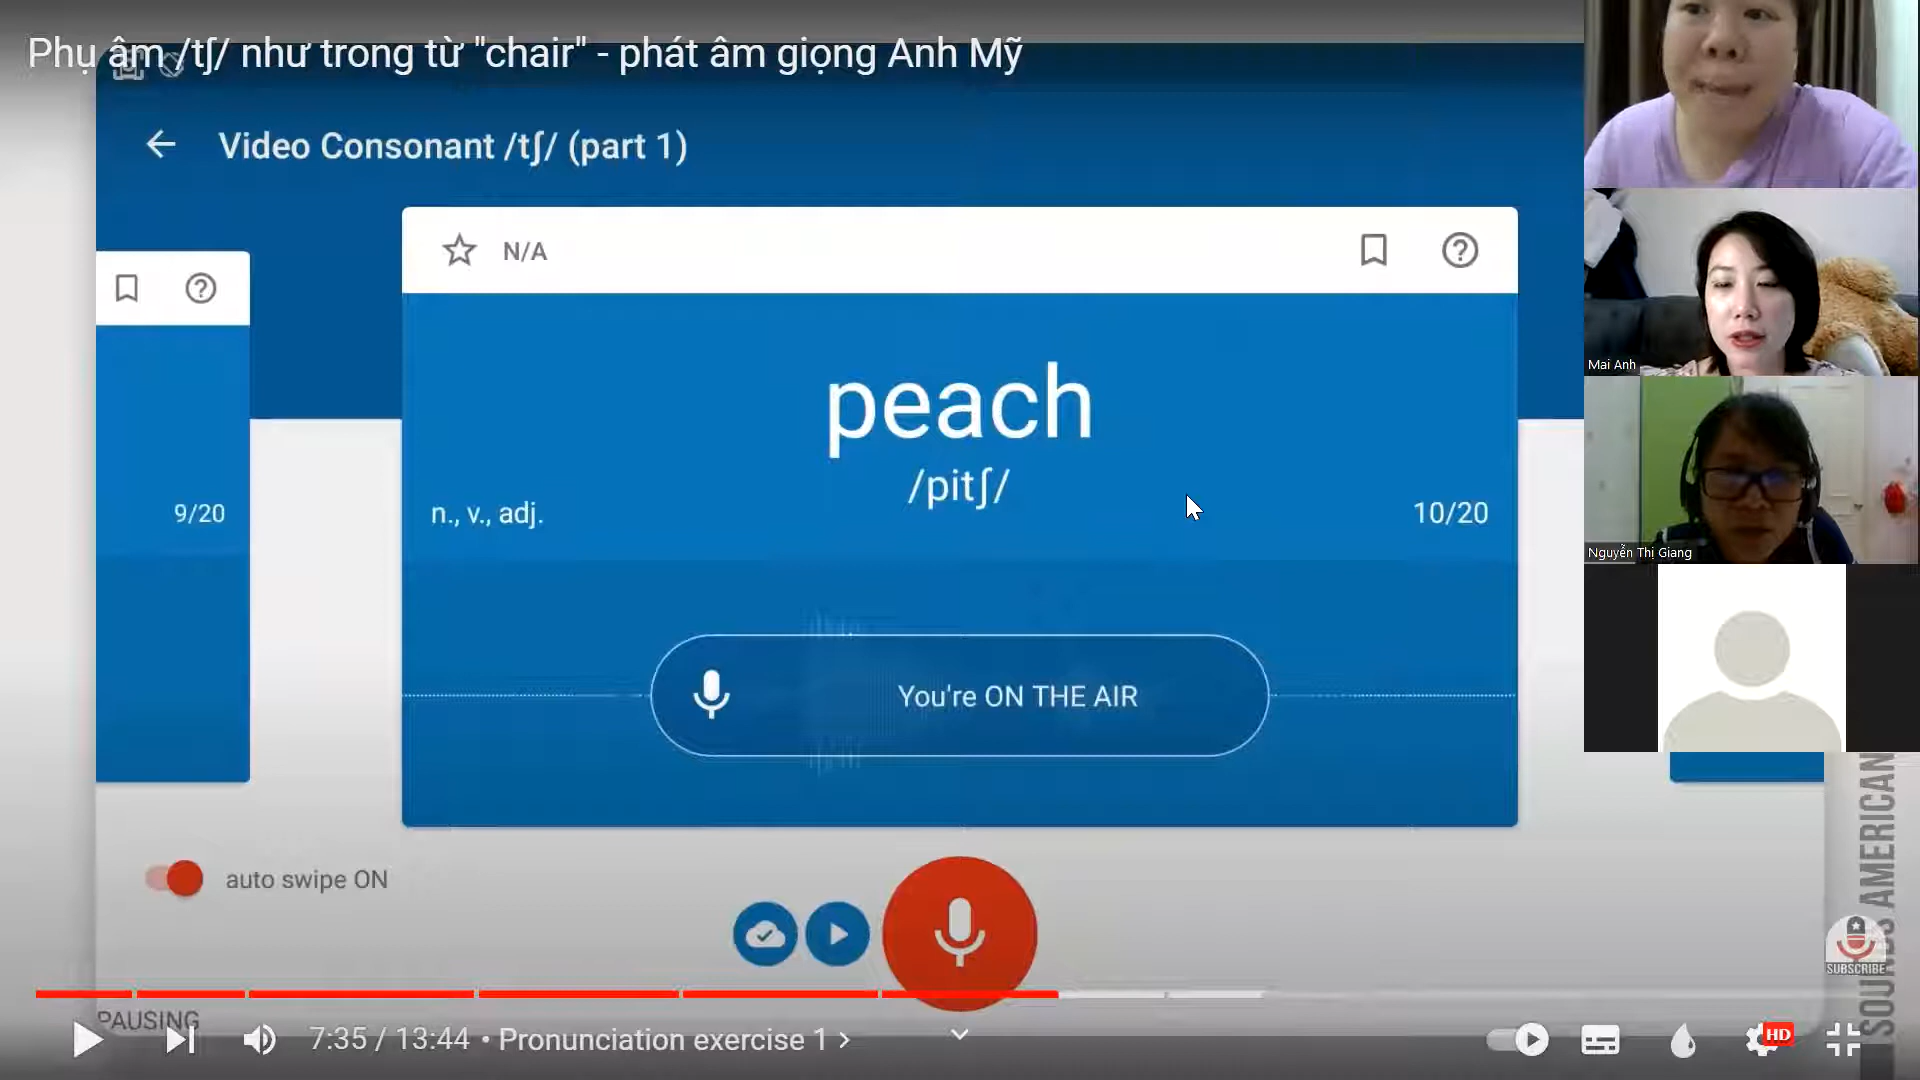 Phụ âm /tʃ/ như trong từ "chair" - phát âm giọng Anh Mỹ
Video Consonant /tʃ/ (part 1)
N/A
peach
/pitʃ/
9/20
n., v., adj.
10/20
You're ON THE AIR
auto swipe ON
PAUSING
7:35 / 13:44 • Pronunciation exercise 1
HD
Mai Anh
Nguyễn Thị Giang
SOUNDS AMERICAN
SUBSCRIBE